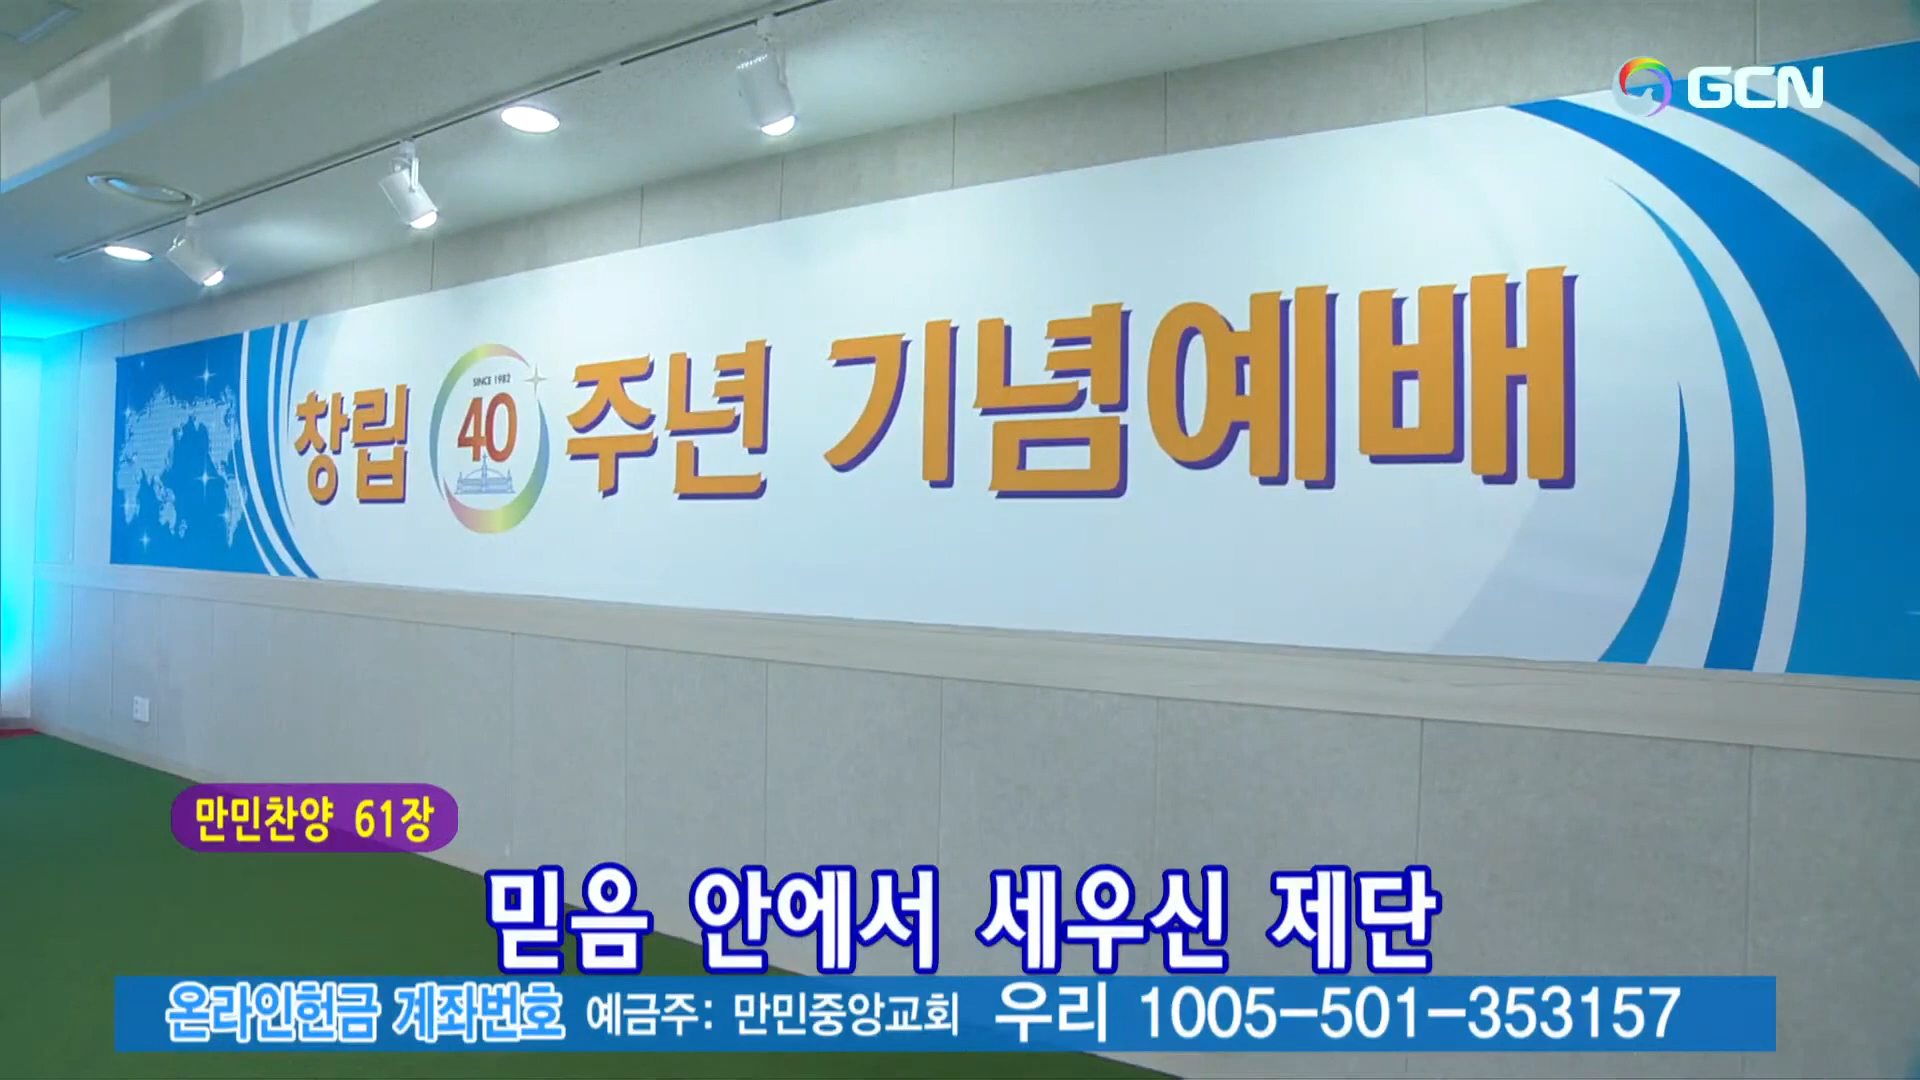 GCN
창립 SINCE 1982 40 주년 기념예배
만민찬양 61장
믿음 안에서 세우신 제단
온라인헌금 계좌번호 예금주: 만민중앙교회 우리 1005-501-353157